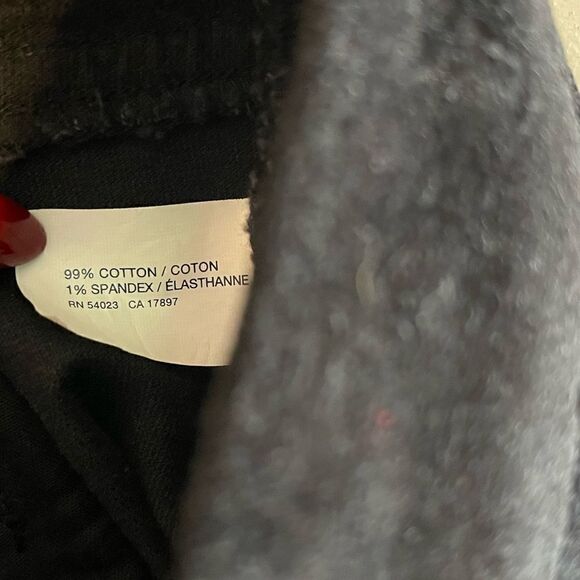 99% COTTON / COTON
1% SPANDEX / ÉLASTHANNE
RN 54023 CA 17897